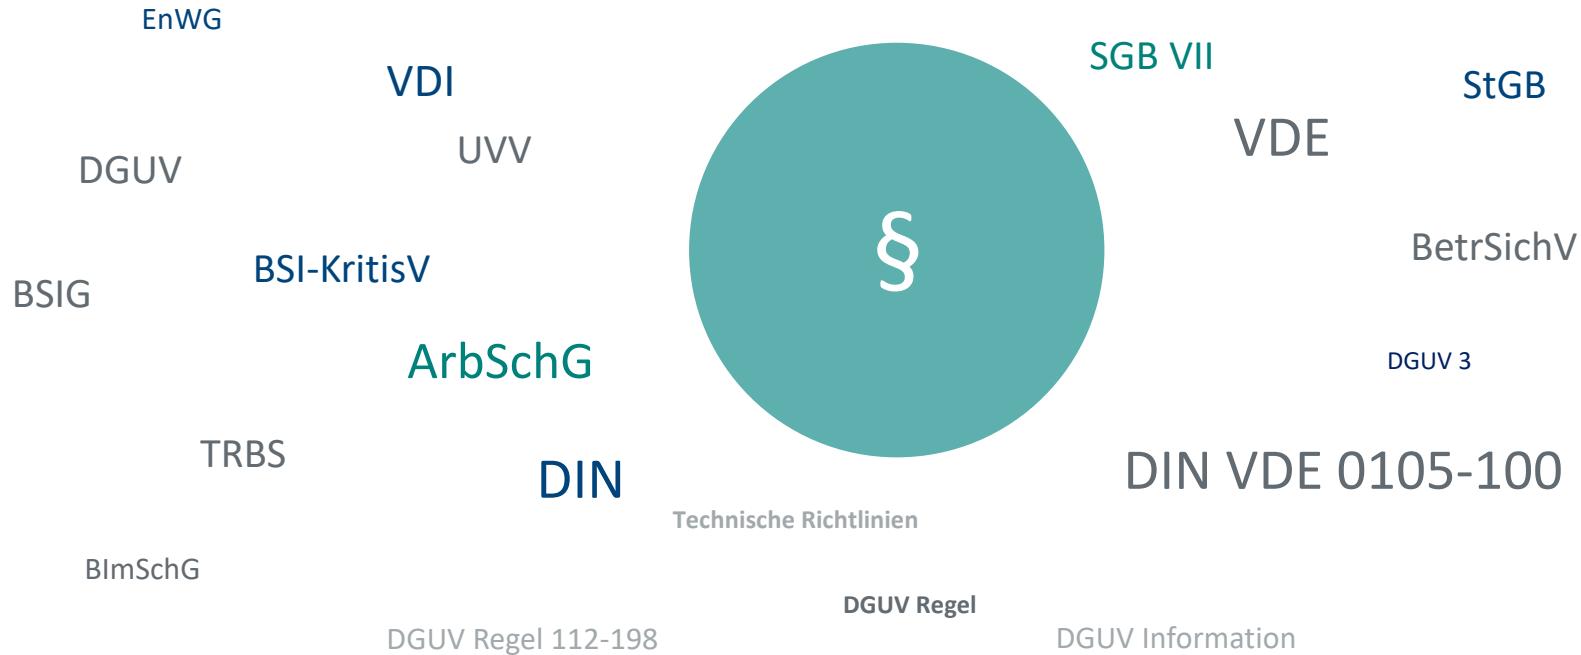 EnWG
SGB VII
VDI
StGB
VDE
UVV
DGUV
§
BetrSichV
BSI-KritisV
BSIG
ArbSchG
DGUV 3
TRBS
DIN
DIN VDE 0105-100
Technische Richtlinien
BImSchG
DGUV Regel
DGUV Regel 112-198
DGUV Information